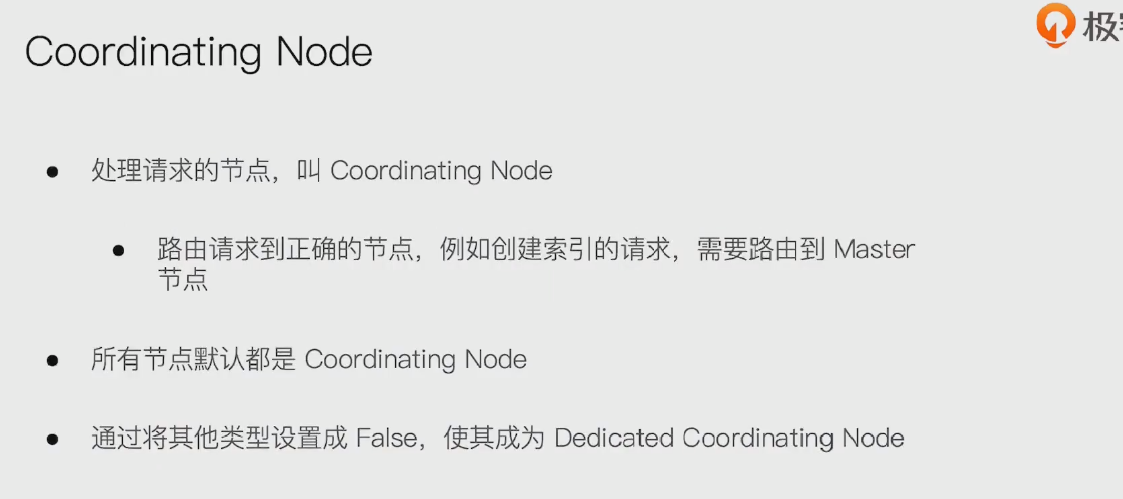 Coordinating Node
极
处理请求的节点，叫 Coordinating Node
路由请求到正确的节点，例如创建索引的请求，需要路由到 Master
节点
所有节点默认都是 Coordinating Node
通过将其他类型设置成 False，使其成为 Dedicated Coordinating Node